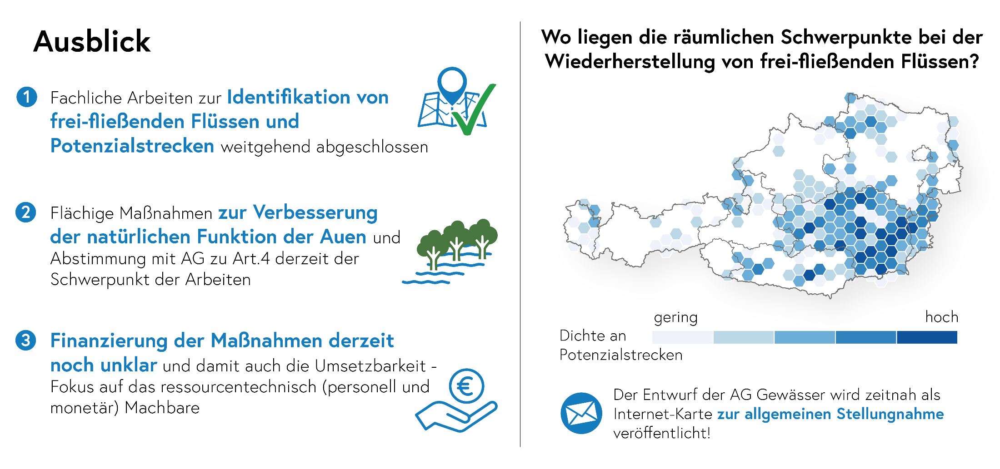 Ausblick
1 Fachliche Arbeiten zur Identifikation von
frei-fließenden Flüssen und
Potenzialstrecken weitgehend abgeschlossen
2 Flächige Maßnahmen zur Verbesserung
der natürlichen Funktion der Auen und
Abstimmung mit AG zu Art.4 derzeit der
Schwerpunkt der Arbeiten
3 Finanzierung der Maßnahmen derzeit
noch unklar und damit auch die Umsetzbarkeit -
Fokus auf das ressourcentechnisch (personell und
monetär) Machbare
€
Wo liegen die räumlichen Schwerpunkte bei der
Wiederherstellung von frei-fließenden Flüssen?
gering hoch
Dichte an
Potenzialstrecken
Der Entwurf der AG Gewässer wird zeitnah als
Internet-Karte zur allgemeinen Stellungnahme
veröffentlicht!